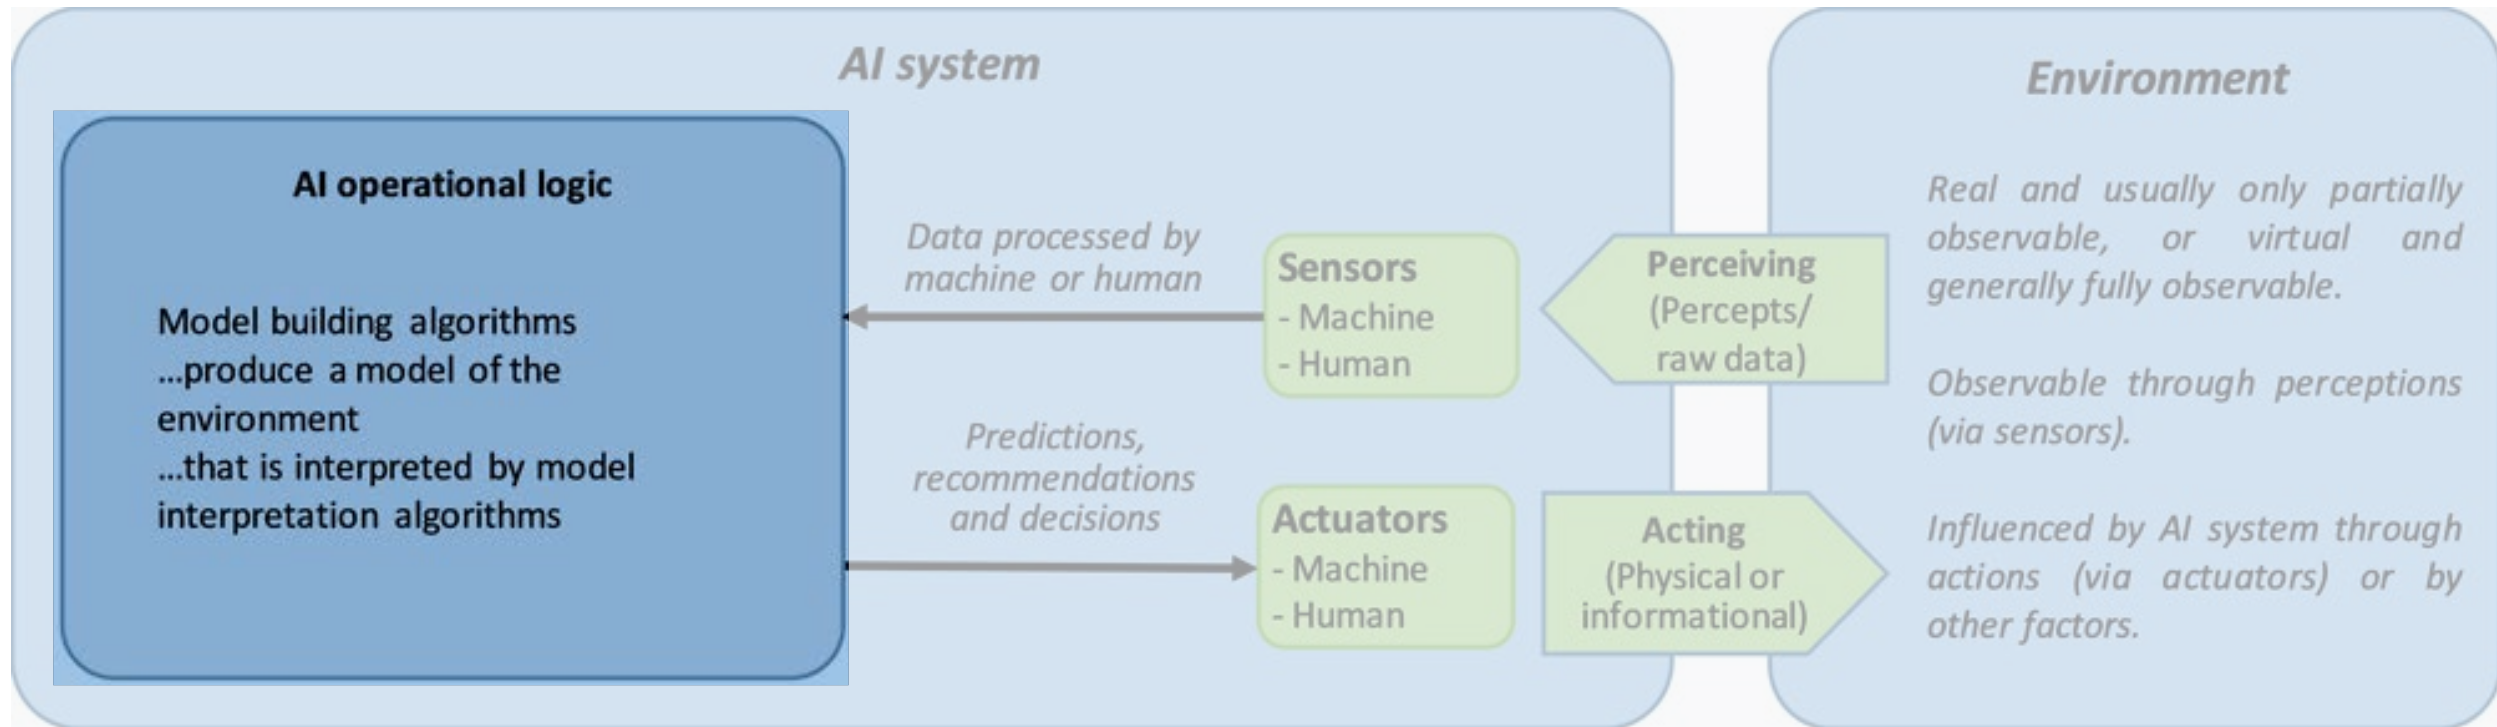 AI system
AI operational logic
Model building algorithms
...produce a model of the
environment
...that is interpreted by model
interpretation algorithms
Data processed by
machine or human
Predictions,
recommendations
and decisions
Sensors
- Machine
- Human
Actuators
- Machine
- Human
Perceiving
(Percepts/
raw data)
Acting
(Physical or
informational)
Environment
Real and usually only partially
observable, or virtual and
generally fully observable.
Observable through perceptions
(via sensors).
Influenced by AI system through
actions (via actuators) or by
other factors.